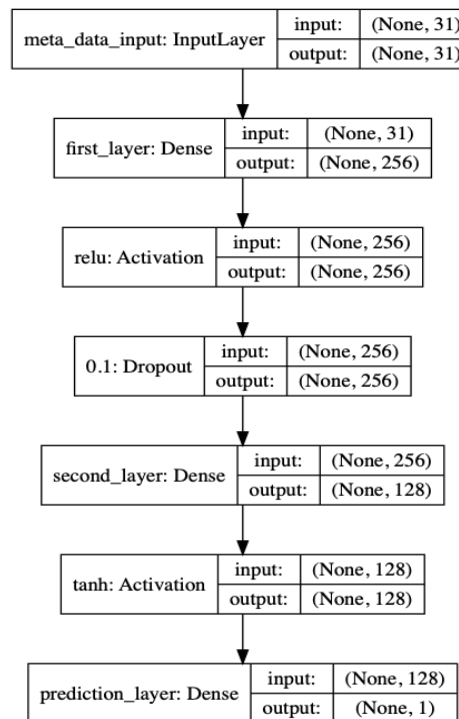 meta_data_input: InputLayer
input: (None, 31)
output: (None, 31)
first_layer: Dense
input: (None, 31)
output: (None, 256)
relu: Activation
input: (None, 256)
output: (None, 256)
0.1: Dropout
input: (None, 256)
output: (None, 256)
second_layer: Dense
input: (None, 256)
output: (None, 128)
tanh: Activation
input: (None, 128)
output: (None, 128)
prediction_layer: Dense
input: (None, 128)
output: (None, 1)